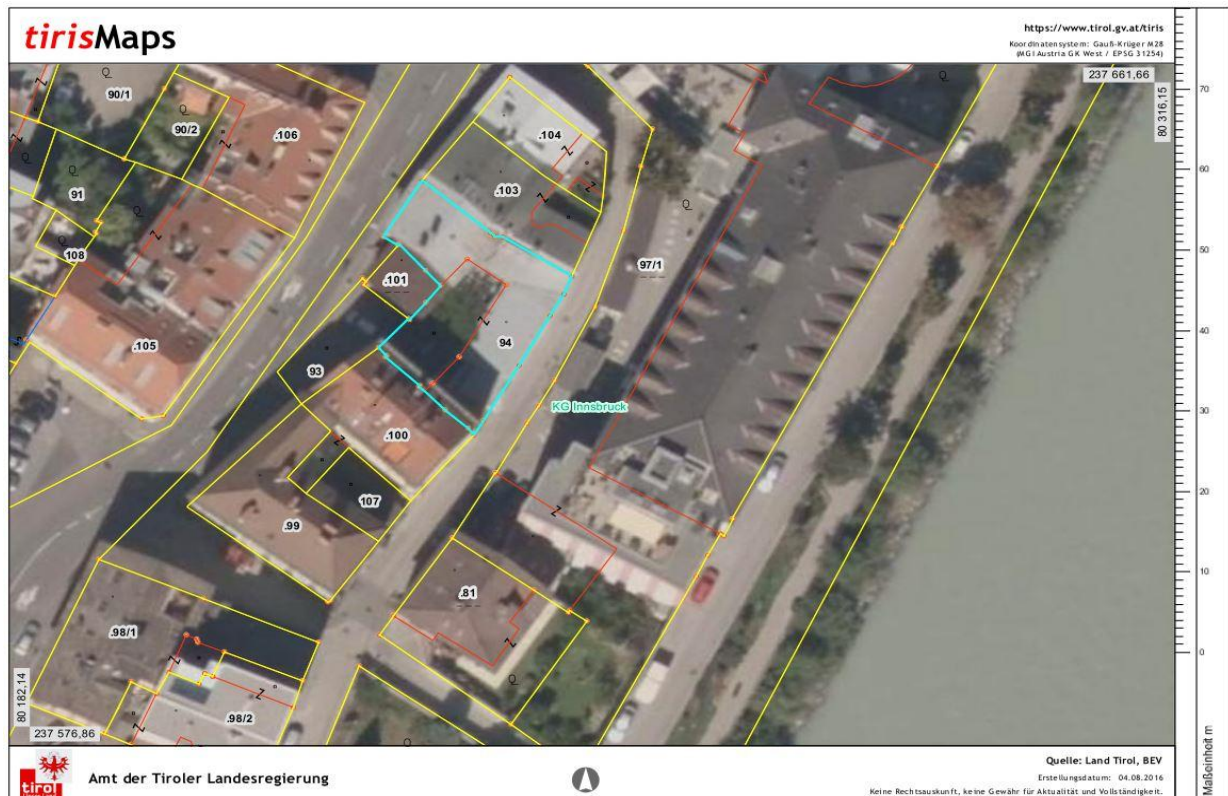 tirisMaps
https://www.tirol.gv.at/tiris
Koordinatensystem: Gauß-Krüger M28
(MGI Austria GK West / EPSG 31254)
237 661,66
80 316,15
90/1
90/2
.106
.104
91
.103
108
.101
97/1
.105
94
93
KG Innsbruck
.100
107
.99
.81
.98/1
.98/2
80 182,14
237 576,86
70
60
50
40
30
20
10
0
Maßeinheit m
tirol
Amt der Tiroler Landesregierung
Quelle: Land Tirol, BEV
Erstellungsdatum: 04.08.2016
Keine Rechtsauskunft, keine Gewähr für Aktualität und Vollständigkeit.